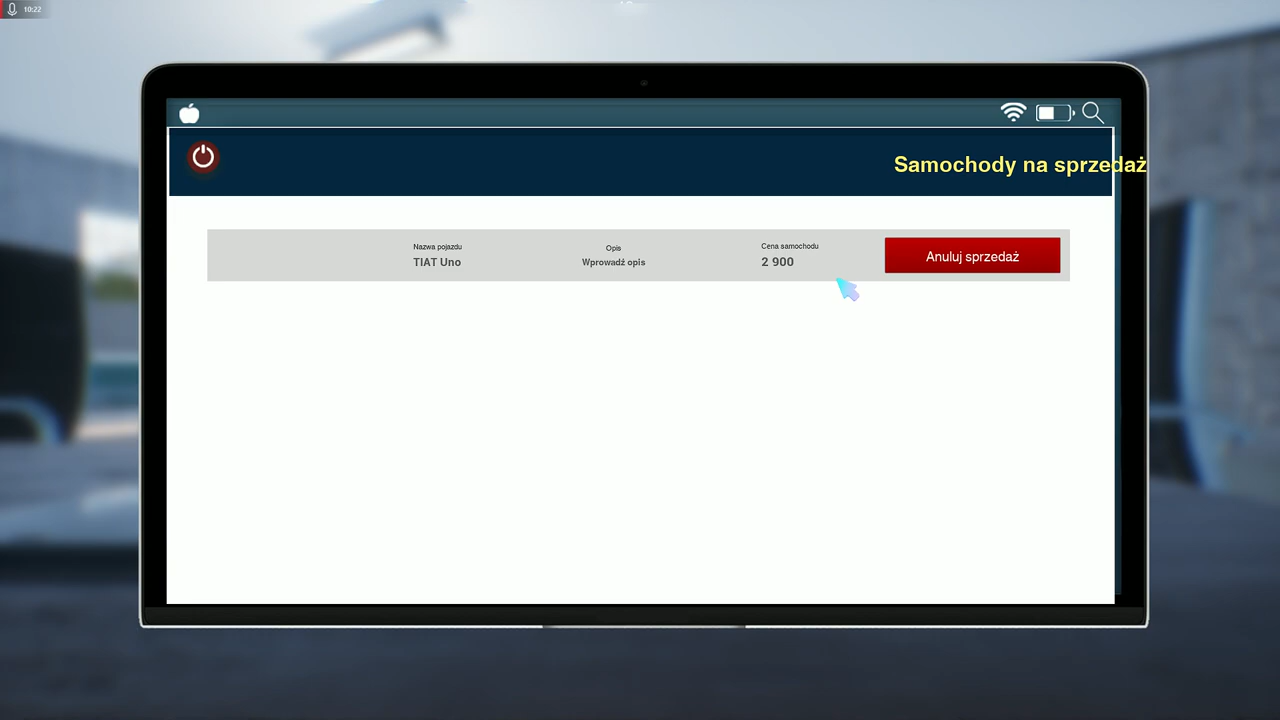 10:22
Samochody na sprzedaż
Nazwa pojazdu
Opis
Cena samochodu
TIAT Uno
Wprowadź opis
2 900
Anuluj sprzedaż